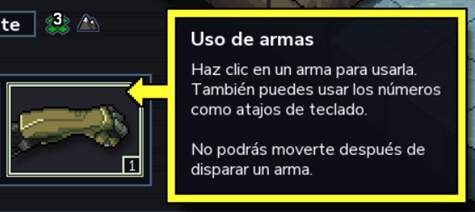 te
3
Uso de armas
Haz clic en un arma para usarla.
También puedes usar los números
como atajos de teclado.
No podrás moverte después de
disparar un arma.
1